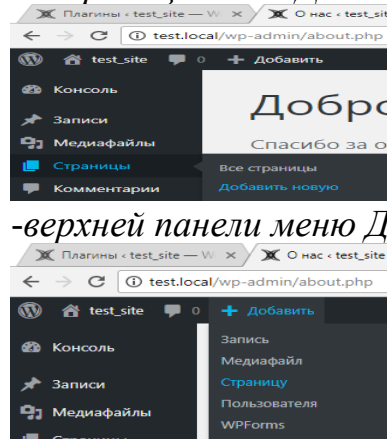 Плагины ‹ test_site — W
О нас ‹ test_sit
test.local/wp-admin/about.php
test_site 0 Добавить
Консоль
Добро
Записи
Медиафайлы
Спасибо за о
Страницы
Все страницы
Комментарии
Добавить новую
-верхней панели меню Д
Плагины ‹ test_site — W
О нас ‹ test_site
test.local/wp-admin/about.php
test_site 0 Добавить
Консоль
Запись
Медиафайл
Записи
Страницу
Медиафайлы
Пользователя
WPForms